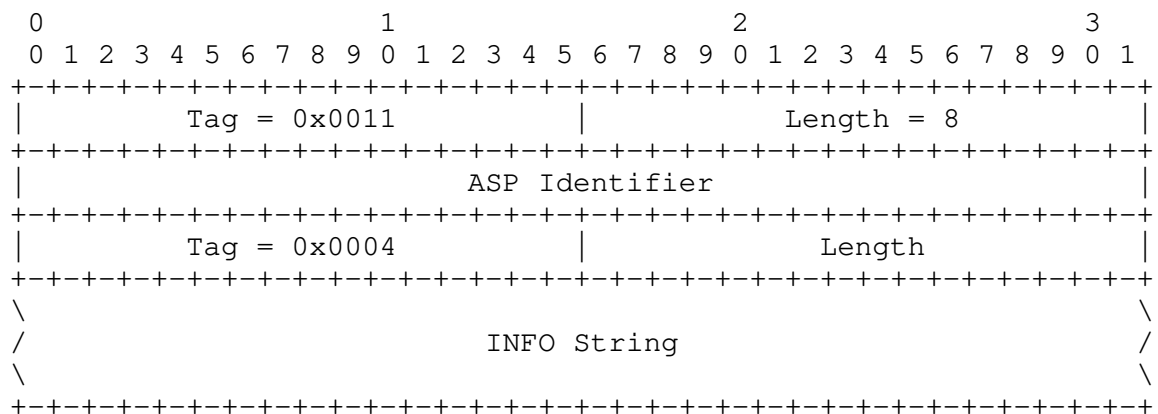 0                   1                   2                   3
 0 1 2 3 4 5 6 7 8 9 0 1 2 3 4 5 6 7 8 9 0 1 2 3 4 5 6 7 8 9 0 1
+-+-+-+-+-+-+-+-+-+-+-+-+-+-+-+-+-+-+-+-+-+-+-+-+-+-+-+-+-+-+-+-+
|         Tag = 0x0011          |           Length = 8          |
+-+-+-+-+-+-+-+-+-+-+-+-+-+-+-+-+-+-+-+-+-+-+-+-+-+-+-+-+-+-+-+-+
|                         ASP Identifier                        |
+-+-+-+-+-+-+-+-+-+-+-+-+-+-+-+-+-+-+-+-+-+-+-+-+-+-+-+-+-+-+-+-+
|         Tag = 0x0004          |             Length            |
+-+-+-+-+-+-+-+-+-+-+-+-+-+-+-+-+-+-+-+-+-+-+-+-+-+-+-+-+-+-+-+-+
\                                                               \
/                          INFO String                          /
\                                                               \
+-+-+-+-+-+-+-+-+-+-+-+-+-+-+-+-+-+-+-+-+-+-+-+-+-+-+-+-+-+-+-+-+